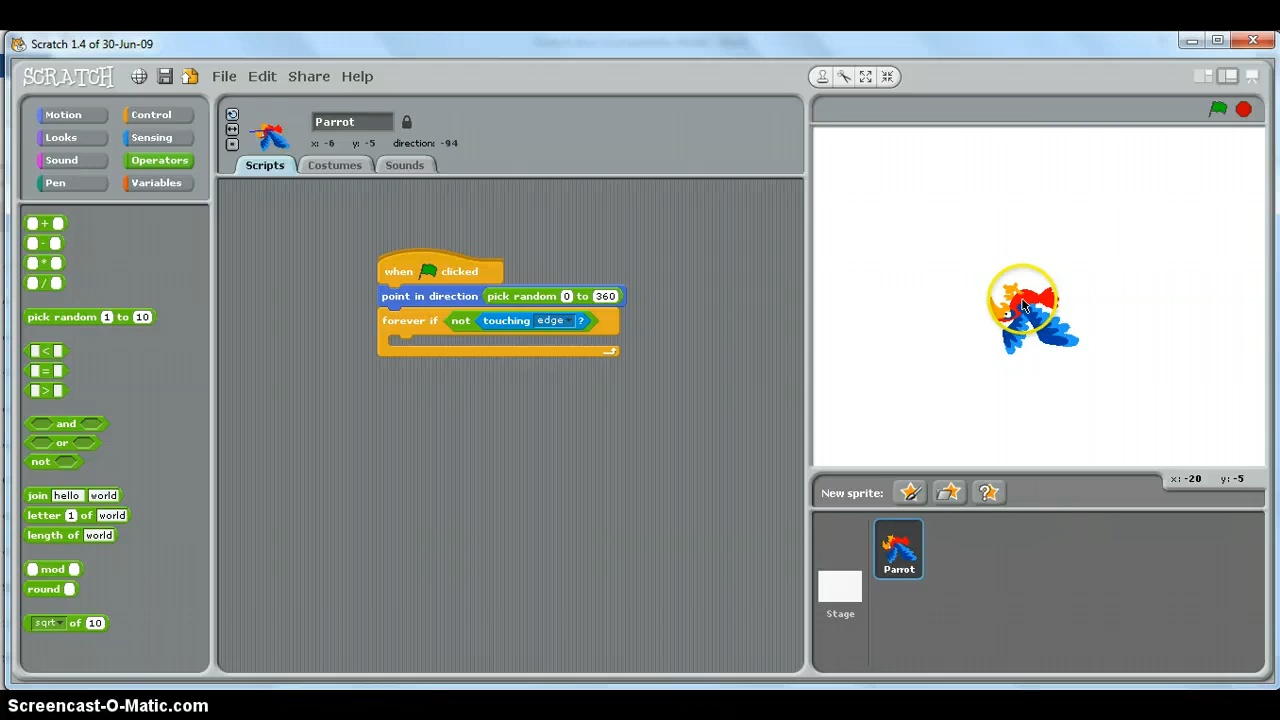 Scratch 1.4 of 30-Jun-09
SCRATCH File Edit Share Help
Motion Control
Looks Sensing
Sound Operators
Pen Variables
+
-
*
/
pick random 1 to 10
<
=
>
and
or
not
join hello world
letter 1 of world
length of world
mod
round
sqrt of 10
Parrot
x: -6 y: -5 direction: -94
Scripts Costumes Sounds
when clicked
point in direction pick random 0 to 360
forever if not touching edge ?
x: -20 y: -5
New sprite:
Parrot
Stage
Screencast-O-Matic.com